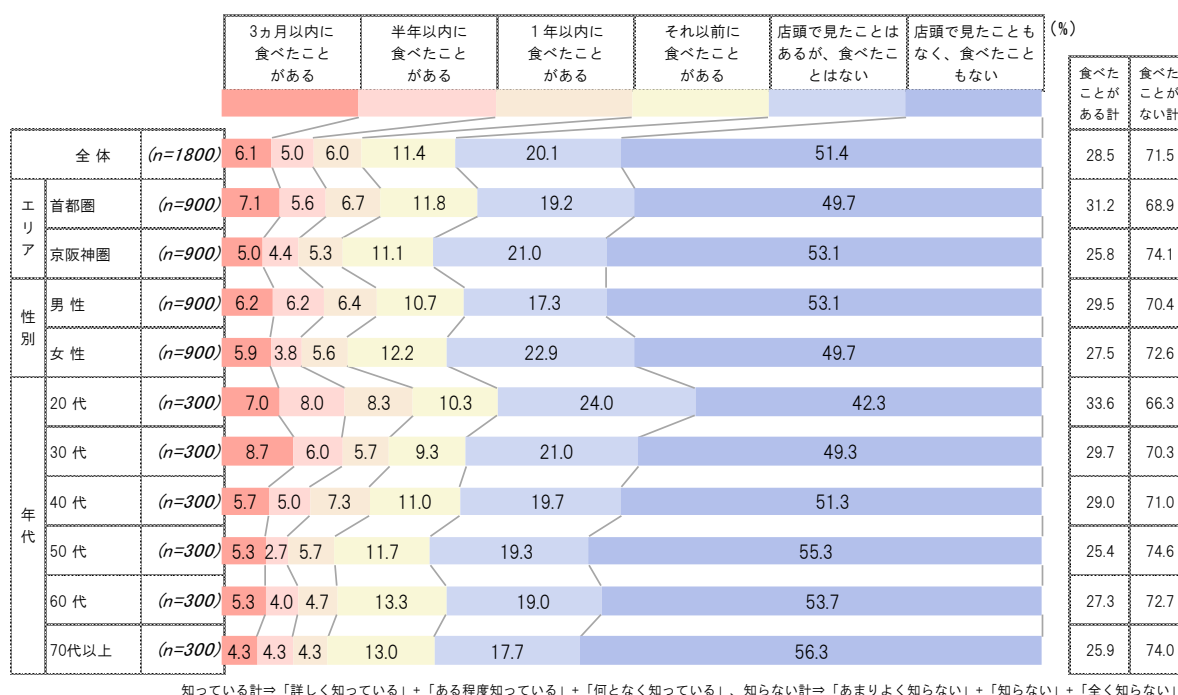 3ヵ月以内に食べたことがある 半年以内に食べたことがある 1年以内に食べたことがある それ以前に食べたことがある 店頭で見たことはあるが、食べたことはない 店頭で見たこともなく、食べたこともない (%)
食べたことがある計 食べたことがない計
全 体 (n=1800) 6.1 5.0 6.0 11.4 20.1 51.4 28.5 71.5
エリア
首都圏 (n=900) 7.1 5.6 6.7 11.8 19.2 49.7 31.2 68.9
京阪神圏 (n=900) 5.0 4.4 5.3 11.1 21.0 53.1 25.8 74.1
性別
男 性 (n=900) 6.2 6.2 6.4 10.7 17.3 53.1 29.5 70.4
女 性 (n=900) 5.9 3.8 5.6 12.2 22.9 49.7 27.5 72.6
年代
20 代 (n=300) 7.0 8.0 8.3 10.3 24.0 42.3 33.6 66.3
30 代 (n=300) 8.7 6.0 5.7 9.3 21.0 49.3 29.7 70.3
40 代 (n=300) 5.7 5.0 7.3 11.0 19.7 51.3 29.0 71.0
50 代 (n=300) 5.3 2.7 5.7 11.7 19.3 55.3 25.4 74.6
60 代 (n=300) 5.3 4.0 4.7 13.3 19.0 53.7 27.3 72.7
70代以上 (n=300) 4.3 4.3 4.3 13.0 17.7 56.3 25.9 74.0
知っている計⇒「詳しく知っている」+「ある程度知っている」+「何となく知っている」、知らない計⇒「あまりよく知らない」+「知らない」+「全く知らない」